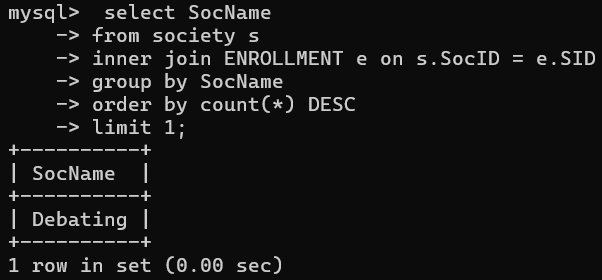 mysql>  select SocName
    -> from society s
    -> inner join ENROLLMENT e on s.SocID = e.SID
    -> group by SocName
    -> order by count(*) DESC
    -> limit 1;
+----------+
| SocName  |
+----------+
| Debating |
+----------+
1 row in set (0.00 sec)